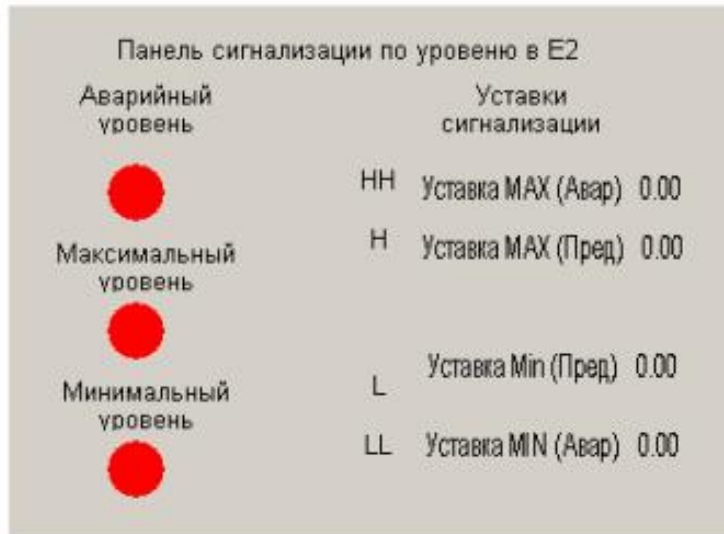 Панель сигнализации по уровеню в Е2
Аварийный
уровень
Уставки
сигнализации
HH Уставка MAX (Авар) 0.00
H Уставка MAX (Пред) 0.00
Максимальный
уровень
L Уставка Min (Пред) 0.00
Минимальный
уровень
LL Уставка MIN (Авар) 0.00